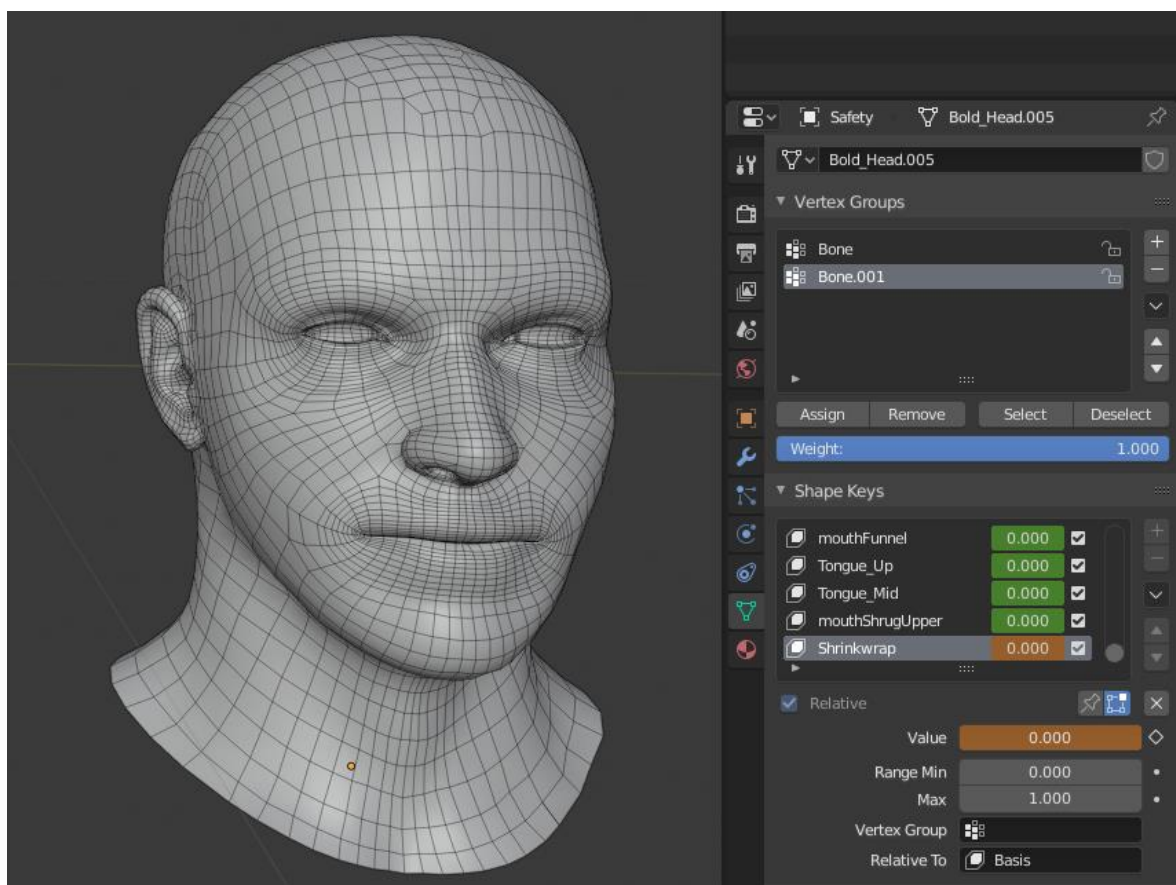 Safety Bold_Head.005
Bold_Head.005
Vertex Groups
Bone
Bone.001
Assign Remove Select Deselect
Weight: 1.000
Shape Keys
mouthFunnel 0.000
Tongue_Up 0.000
Tongue_Mid 0.000
mouthShrugUpper 0.000
Shrinkwrap 0.000
Relative
Value 0.000
Range Min 0.000
Max 1.000
Vertex Group
Relative To Basis